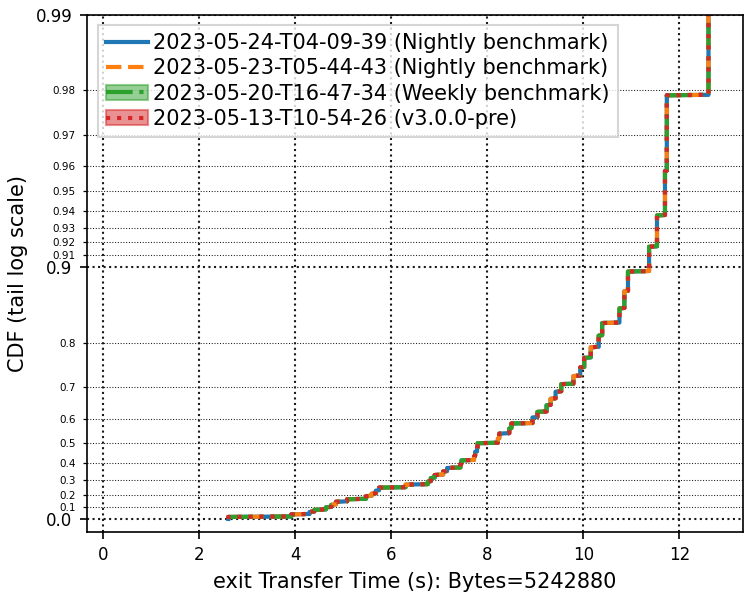 0.99
2023-05-24-T04-09-39 (Nightly benchmark)
2023-05-23-T05-44-43 (Nightly benchmark)
2023-05-20-T16-47-34 (Weekly benchmark)
2023-05-13-T10-54-26 (v3.0.0-pre)
0.98
0.97
0.96
0.95
0.94
0.93
0.92
0.91
0.9
0.8
0.7
0.6
0.5
0.4
0.3
0.2
0.1
0.0
CDF (tail log scale)
0 2 4 6 8 10 12
exit Transfer Time (s): Bytes=5242880